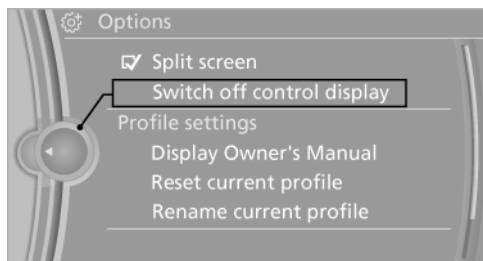 Options
Split screen
Switch off control display
Profile settings
Display Owner's Manual
Reset current profile
Rename current profile